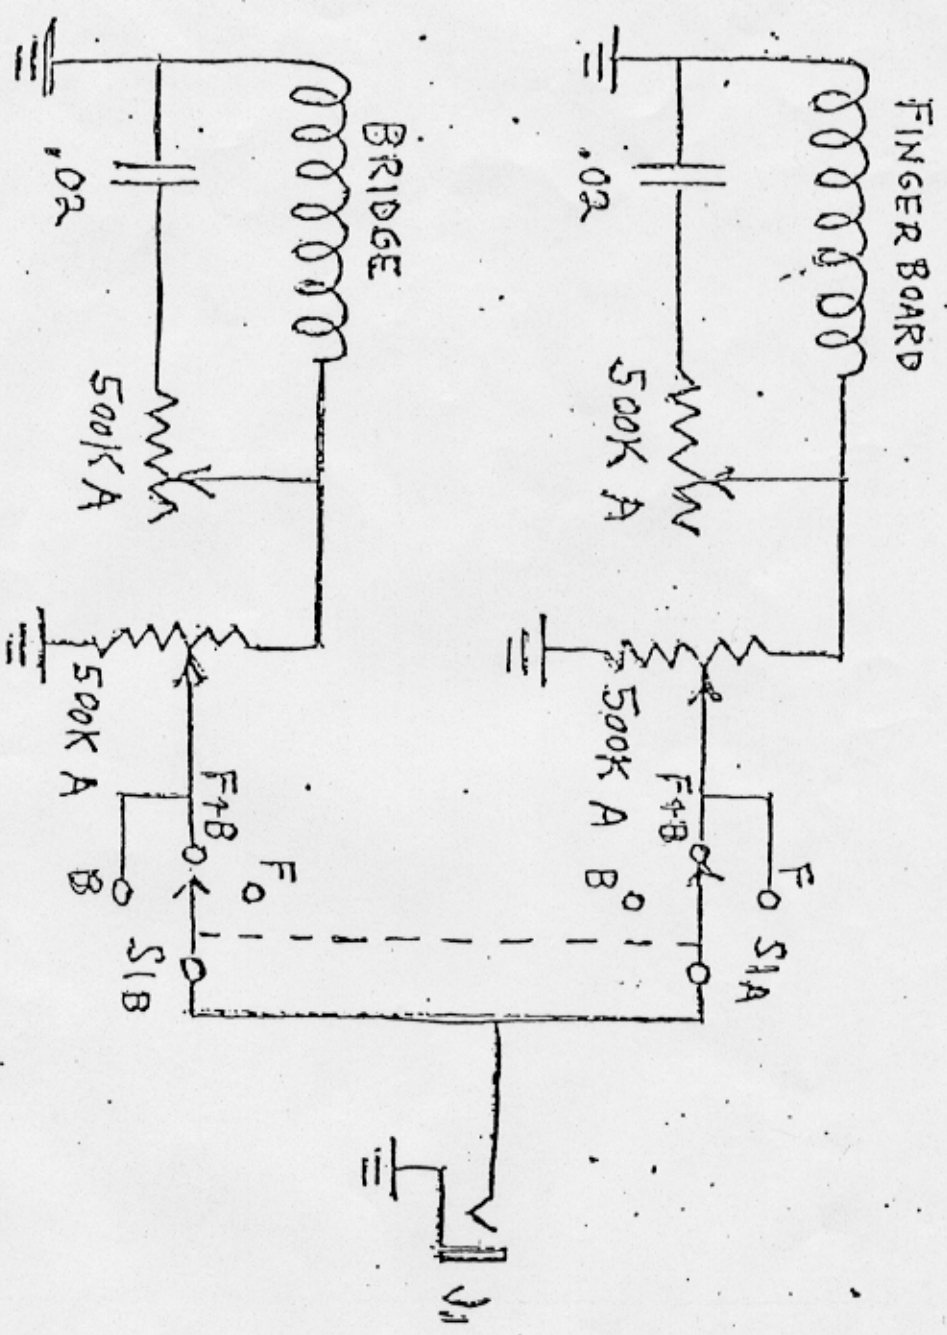 FINGER BOARD
F
S1A
F+B
.02
500K A
500K A
B
J1
BRIDGE
F
F+B
S1B
.02
500K A
500K A
B